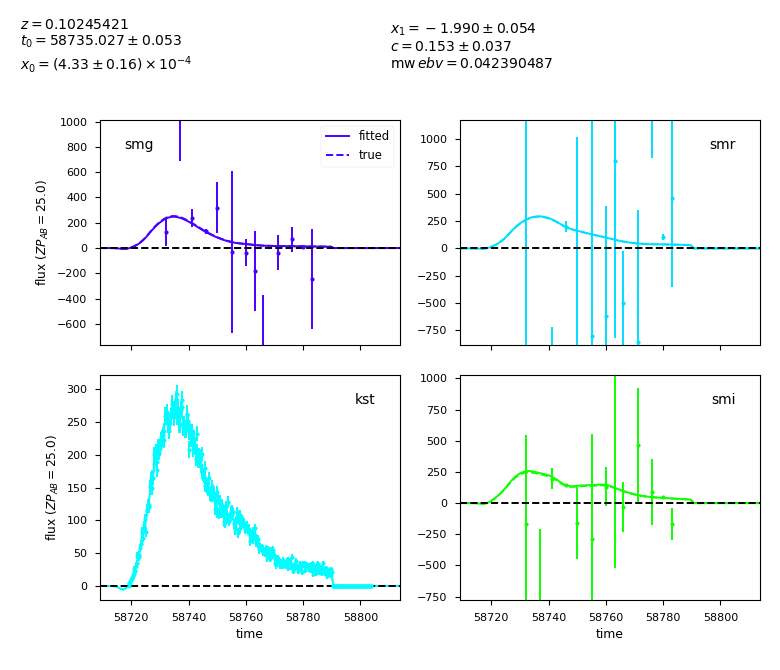 z = 0.10245421
t₀ = 58735.027 ± 0.053
x₀ = (4.33 ± 0.16) × 10⁻⁴
x₁ = −1.990 ± 0.054
c = 0.153 ± 0.037
mw ebv = 0.042390487
smg
fitted
true
1000
800
600
400
200
0
−200
−400
−600
flux (ZP_AB = 25.0)
smr
1000
750
500
250
0
−250
−500
−750
kst
300
250
200
150
100
50
0
flux (ZP_AB = 25.0)
58720 58740 58760 58780 58800
time
smi
1000
750
500
250
0
−250
−500
−750
58720 58740 58760 58780 58800
time